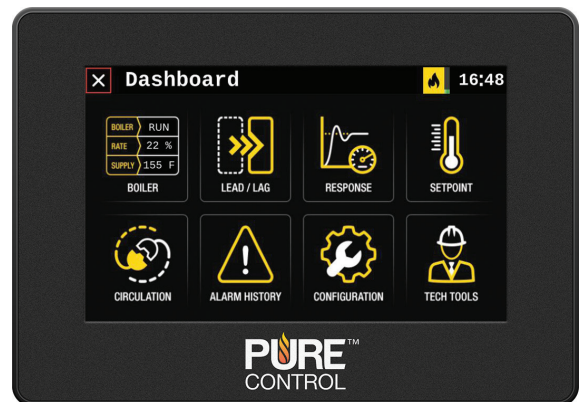 Dashboard 16:48
BOILER RUN
RATE 22 %
SUPPLY 155 F
BOILER LEAD / LAG RESPONSE SETPOINT
CIRCULATION ALARM HISTORY CONFIGURATION TECH TOOLS
PURE™
CONTROL